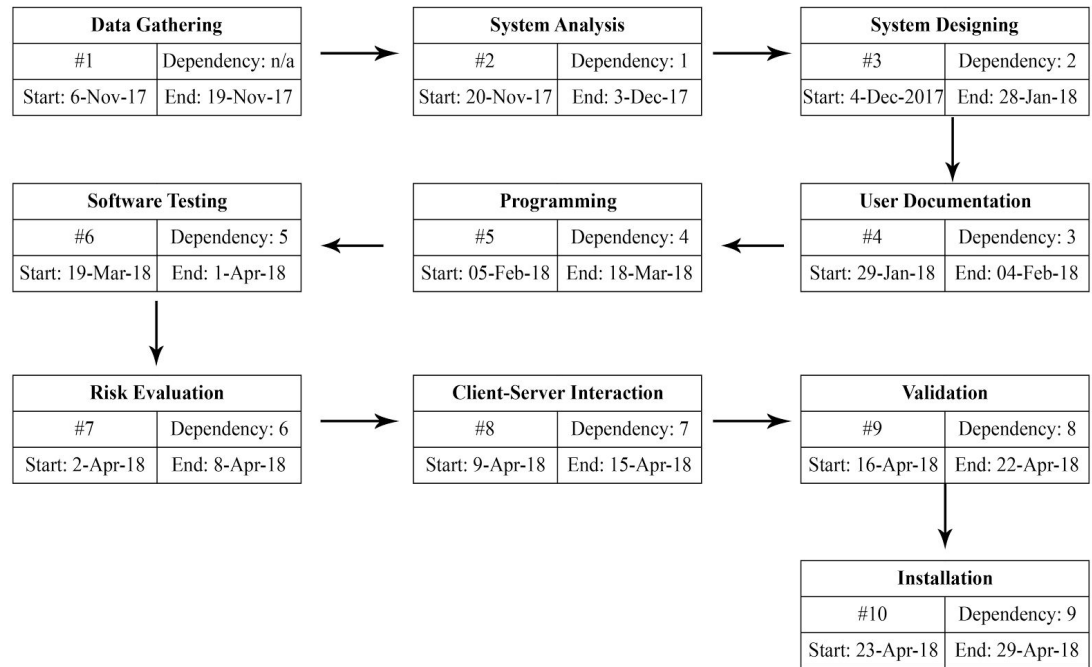 Data Gathering
#1 Dependency: n/a
Start: 6-Nov-17 End: 19-Nov-17
System Analysis
#2 Dependency: 1
Start: 20-Nov-17 End: 3-Dec-17
System Designing
#3 Dependency: 2
Start: 4-Dec-2017 End: 28-Jan-18
User Documentation
#4 Dependency: 3
Start: 29-Jan-18 End: 04-Feb-18
Programming
#5 Dependency: 4
Start: 05-Feb-18 End: 18-Mar-18
Software Testing
#6 Dependency: 5
Start: 19-Mar-18 End: 1-Apr-18
Risk Evaluation
#7 Dependency: 6
Start: 2-Apr-18 End: 8-Apr-18
Client-Server Interaction
#8 Dependency: 7
Start: 9-Apr-18 End: 15-Apr-18
Validation
#9 Dependency: 8
Start: 16-Apr-18 End: 22-Apr-18
Installation
#10 Dependency: 9
Start: 23-Apr-18 End: 29-Apr-18